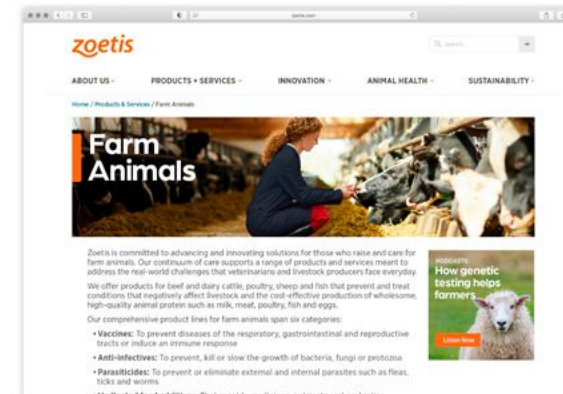 zoetis.com
zoetis
Search...
ABOUT US
PRODUCTS + SERVICES
INNOVATION
ANIMAL HEALTH
SUSTAINABILITY
Home / Products & Services / Farm Animals
Farm
Animals
Zoetis is committed to advancing and innovating solutions for those who raise and care for
farm animals. Our continuum of care supports a range of products and services meant to
address the real-world challenges that veterinarians and livestock producers face everyday.
We offer products for beef and dairy cattle, poultry, sheep and fish that prevent and treat
conditions that negatively affect livestock and the cost-effective production of wholesome,
high-quality animal protein such as milk, meat, poultry, fish and eggs.
Our comprehensive product lines for farm animals span six categories:
• Vaccines: To prevent diseases of the respiratory, gastrointestinal and reproductive
tracts or induce an immune response
• Anti-infectives: To prevent, kill or slow the growth of bacteria, fungi or protozoa
• Parasiticides: To prevent or eliminate external and internal parasites such as fleas,
ticks and worms
PODCASTS
How genetic
testing helps
farmers
Listen Now